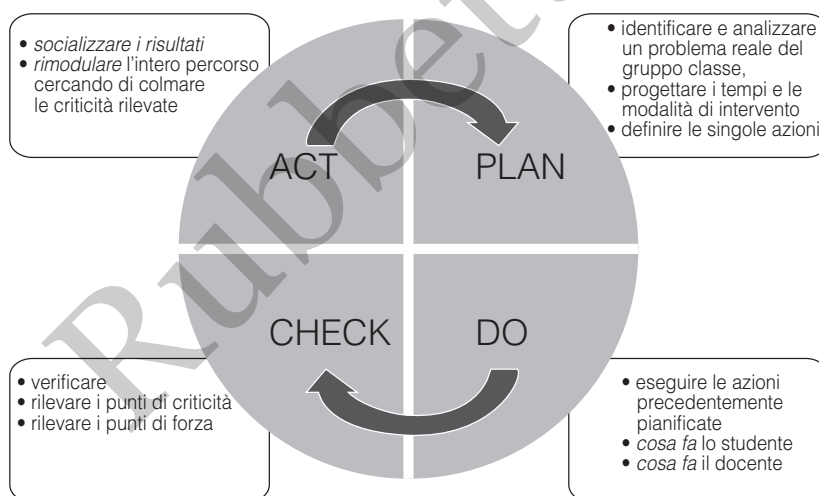 • socializzare i risultati
• rimodulare l'intero percorso
cercando di colmare
le criticità rilevate
• identificare e analizzare
un problema reale del
gruppo classe,
• progettare i tempi e le
modalità di intervento
• definire le singole azioni
ACT
PLAN
CHECK
DO
• verificare
• rilevare i punti di criticità
• rilevare i punti di forza
• eseguire le azioni
precedentemente
pianificate
• cosa fa lo studente
• cosa fa il docente